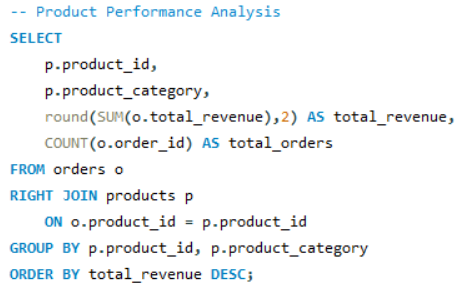 -- Product Performance Analysis
SELECT
    p.product_id,
    p.product_category,
    round(SUM(o.total_revenue),2) AS total_revenue,
    COUNT(o.order_id) AS total_orders
FROM orders o
RIGHT JOIN products p
    ON o.product_id = p.product_id
GROUP BY p.product_id, p.product_category
ORDER BY total_revenue DESC;